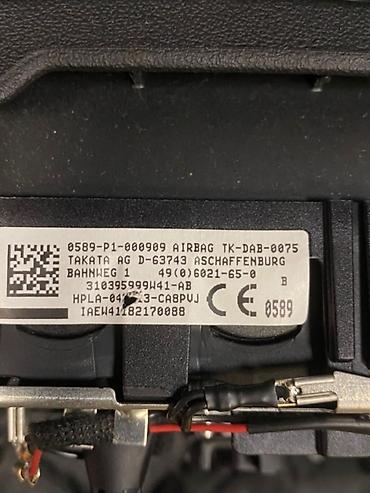 0589-P1-000909 AIRBAG TK-DAB-0075
TAKATA AG D-63743 ASCHAFFENBURG
BAHNWEG 1 49(0)6021-65-0
310395999W41-AB B
CE 0589
IAEW41182170088